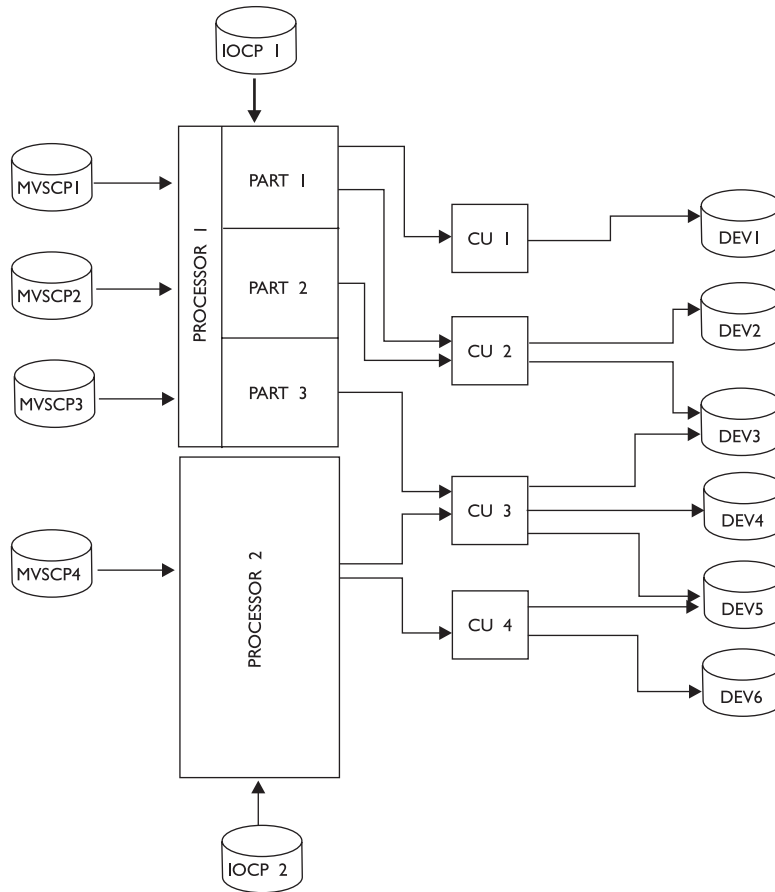 IOCP 1
MVSCP1
MVSCP2
MVSCP3
MVSCP4
PROCESSOR 1
PART 1
PART 2
PART 3
PROCESSOR 2
IOCP 2
CU 1
CU 2
CU 3
CU 4
DEV1
DEV2
DEV3
DEV4
DEV5
DEV6